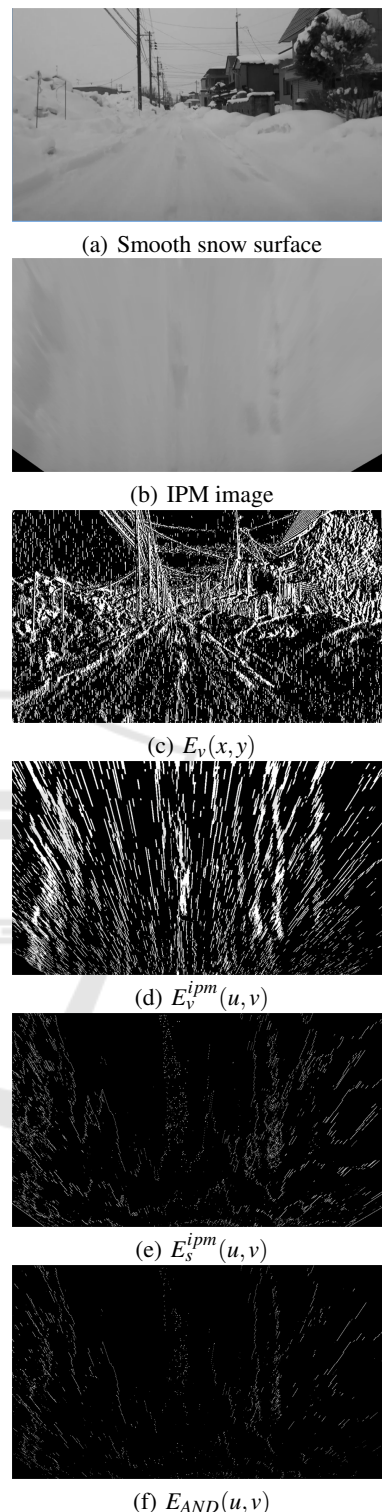 (a) Smooth snow surface
(b) IPM image
(c) E_v(x,y)
(d) E_v^{ipm}(u,v)
(e) E_s^{ipm}(u,v)
(f) E_{AND}(u,v)